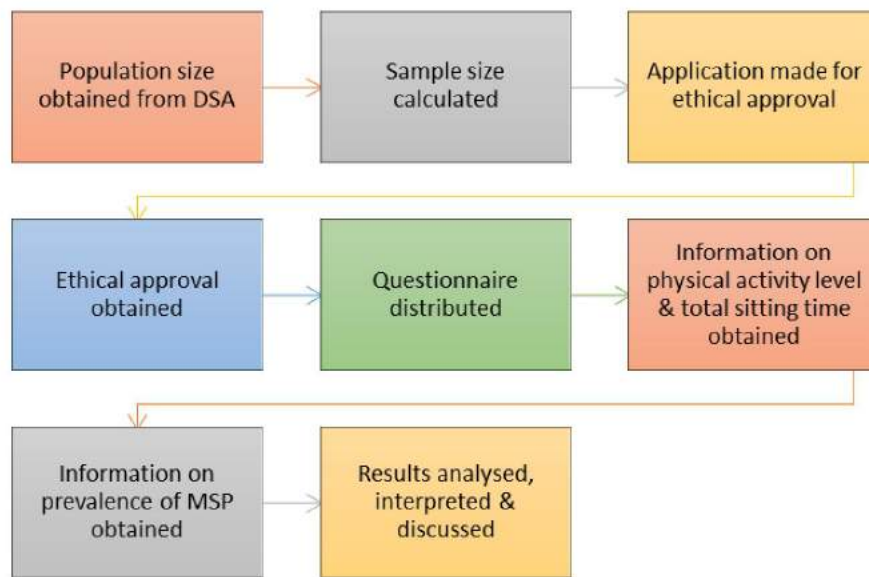 Population size
obtained from DSA
Sample size
calculated
Application made for
ethical approval
Ethical approval
obtained
Questionnaire
distributed
Information on
physical activity level
& total sitting time
obtained
Information on
prevalence of MSP
obtained
Results analysed,
interpreted &
discussed